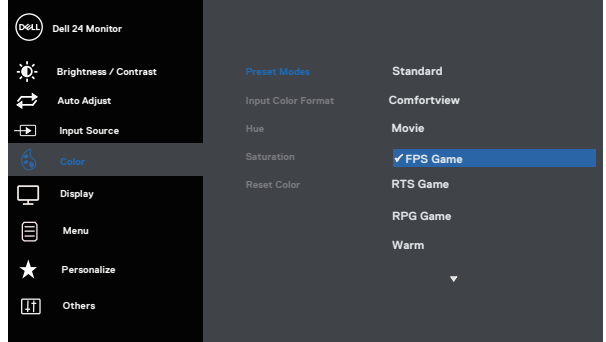 DELL Dell 24 Monitor
Brightness / Contrast
Auto Adjust
Input Source
Color
Display
Menu
Personalize
Others
Preset Modes
Input Color Format
Hue
Saturation
Reset Color
Standard
Comfortview
Movie
✓ FPS Game
RTS Game
RPG Game
Warm